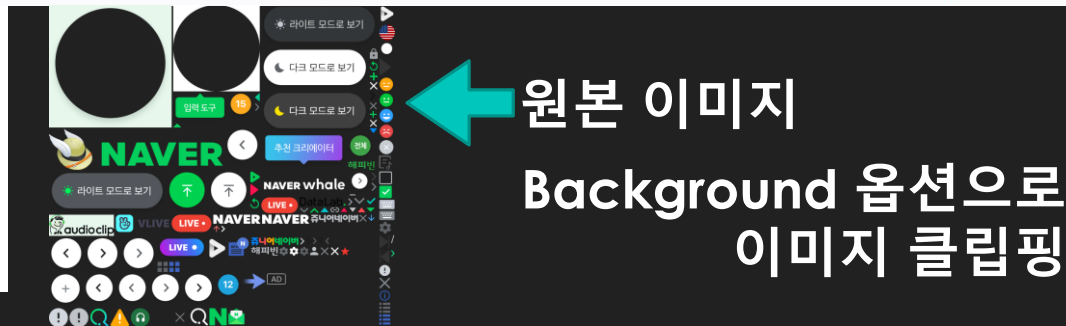 라이트 모드로 보기
다크 모드로 보기
입력 도구
15
다크 모드로 보기
NAVER
추천 크리에이터
전체
해피빈
라이트 모드로 보기
NAVER whale
LIVE
DataLab.
audioclip
VLIVE
LIVE
NAVER NAVER 쥬니어네이버
LIVE
N
쥬니어네이버
해피빈
12
AD
N
원본 이미지
Background 옵션으로
이미지 클립핑